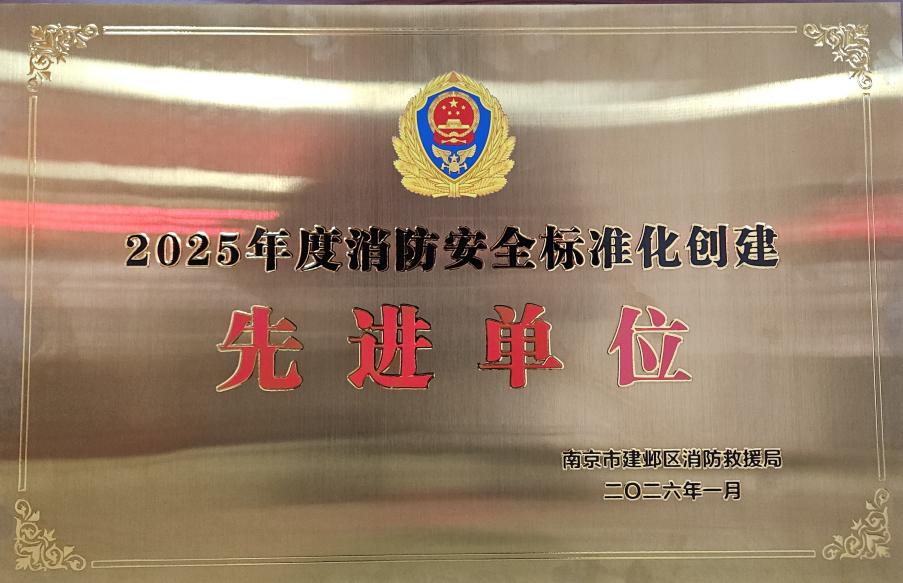 2025年度消防安全标准化创建
先进单位
南京市建邺区消防救援局
二〇二六年一月